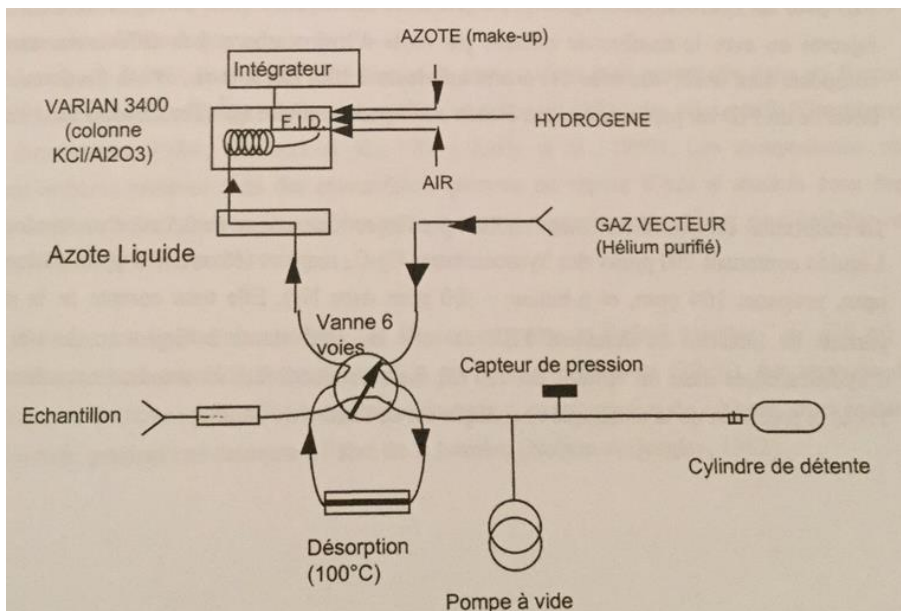 AZOTE (make-up)
Intégrateur
VARIAN 3400
(colonne
KCl/Al2O3)
F.I.D.
HYDROGENE
AIR
GAZ VECTEUR
(Hélium purifié)
Azote Liquide
Vanne 6
voies
Capteur de pression
Echantillon
Cylindre de détente
Désorption
(100°C)
Pompe à vide